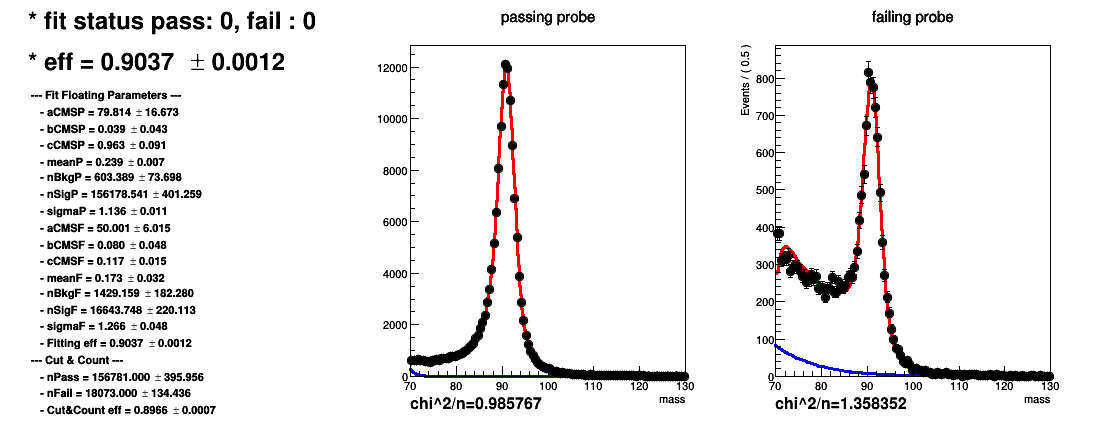 * fit status pass: 0, fail : 0
* eff = 0.9037 ± 0.0012
--- Fit Floating Parameters ---
- aCMSP = 79.814 ± 16.673
- bCMSP = 0.039 ± 0.043
- cCMSP = 0.963 ± 0.091
- meanP = 0.239 ± 0.007
- nBkgP = 603.389 ± 73.698
- nSigP = 156178.541 ± 401.259
- sigmaP = 1.136 ± 0.011
- aCMSF = 50.001 ± 6.015
- bCMSF = 0.080 ± 0.048
- cCMSF = 0.117 ± 0.015
- meanF = 0.173 ± 0.032
- nBkgF = 1429.159 ± 182.280
- nSigF = 16643.748 ± 220.113
- sigmaF = 1.266 ± 0.048
- Fitting eff = 0.9037 ± 0.0012
--- Cut & Count ---
- nPass = 156781.000 ± 395.956
- nFail = 18073.000 ± 134.436
- Cut&Count eff = 0.8966 ± 0.0007
passing probe
12000
10000
8000
6000
4000
2000
0
70 80 90 100 110 120 130
mass
chi^2/n=0.985767
failing probe
Events / ( 0.5 )
800
700
600
500
400
300
200
100
0
70 80 90 100 110 120 130
mass
chi^2/n=1.358352